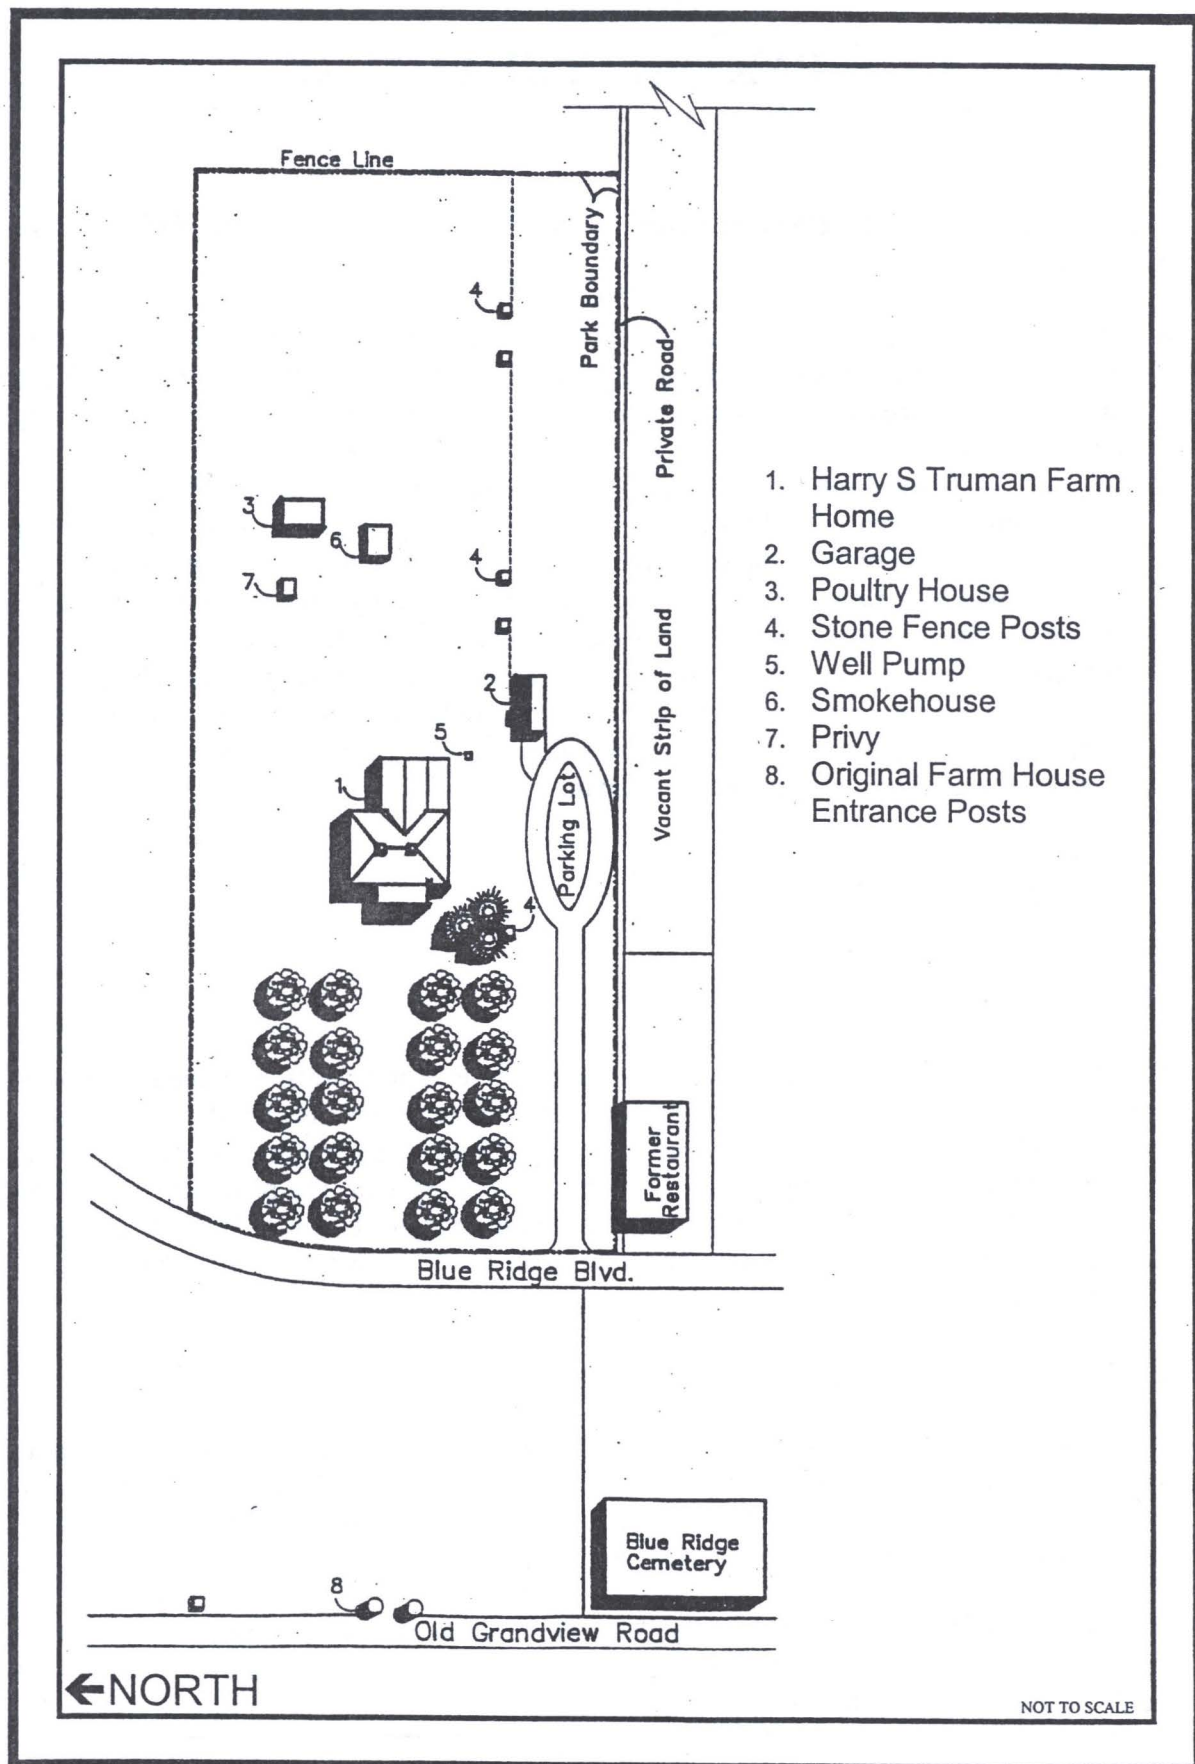 Fence Line
Park Boundary
4
Private Road
3
6
4
7
Vacant Strip of Land
2
5
1
Parking Lot
4
1. Harry S Truman Farm
Home
2. Garage
3. Poultry House
4. Stone Fence Posts
5. Well Pump
6. Smokehouse
7. Privy
8. Original Farm House
Entrance Posts
Former
Restaurant
Blue Ridge Blvd.
Blue Ridge
Cemetery
8
Old Grandview Road
NORTH
NOT TO SCALE